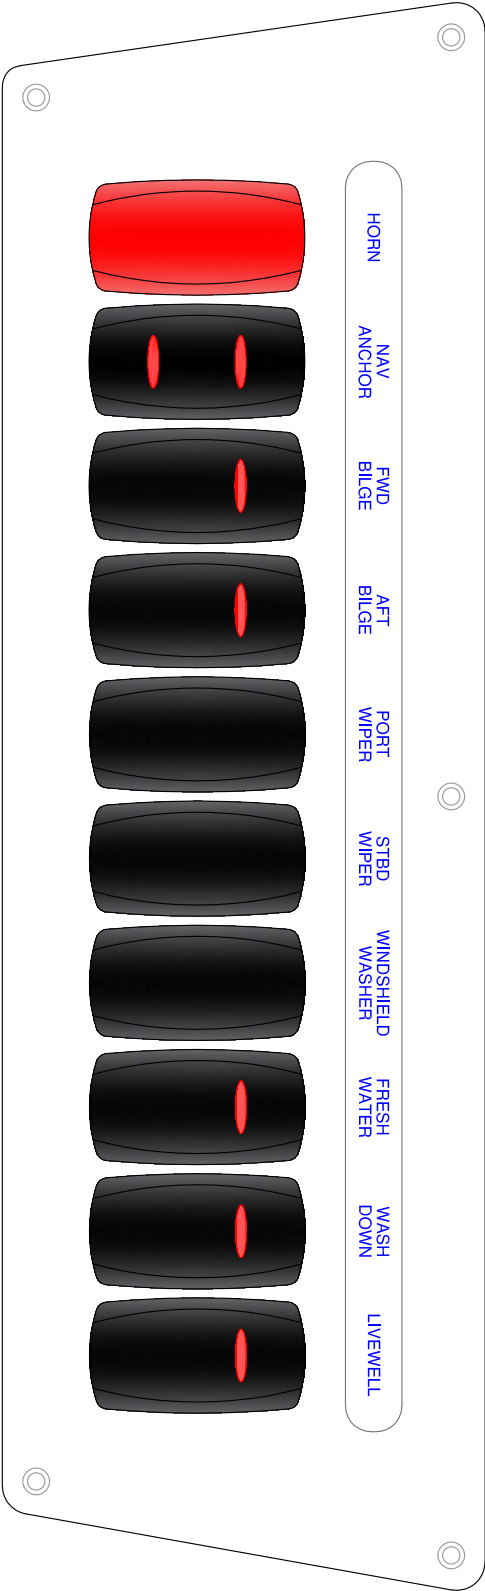 HORN
NAV
ANCHOR
FWD
BILGE
AFT
BILGE
PORT
WIPER
STBD
WIPER
WINDSHIELD
WASHER
FRESH
WATER
WASH
DOWN
LIVEWELL